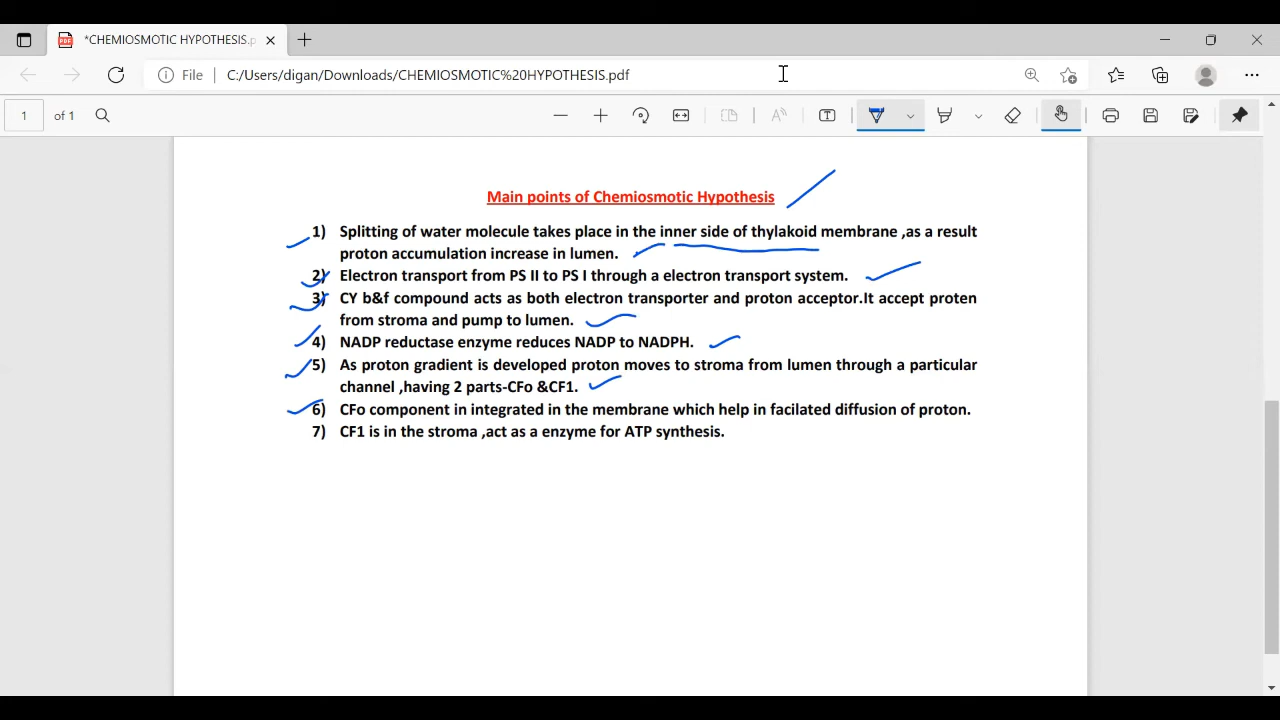 *CHEMIOSMOTIC HYPOTHESIS.p
File
C:/Users/digan/Downloads/CHEMIOSMOTIC%20HYPOTHESIS.pdf
1 of 1
Main points of Chemiosmotic Hypothesis
1) Splitting of water molecule takes place in the inner side of thylakoid membrane ,as a result
proton accumulation increase in lumen.
2) Electron transport from PS II to PS I through a electron transport system.
3) CY b&f compound acts as both electron transporter and proton acceptor.It accept proten
from stroma and pump to lumen.
4) NADP reductase enzyme reduces NADP to NADPH.
5) As proton gradient is developed proton moves to stroma from lumen through a particular
channel ,having 2 parts-CFo &CF1.
6) CFo component in integrated in the membrane which help in facilated diffusion of proton.
7) CF1 is in the stroma ,act as a enzyme for ATP synthesis.